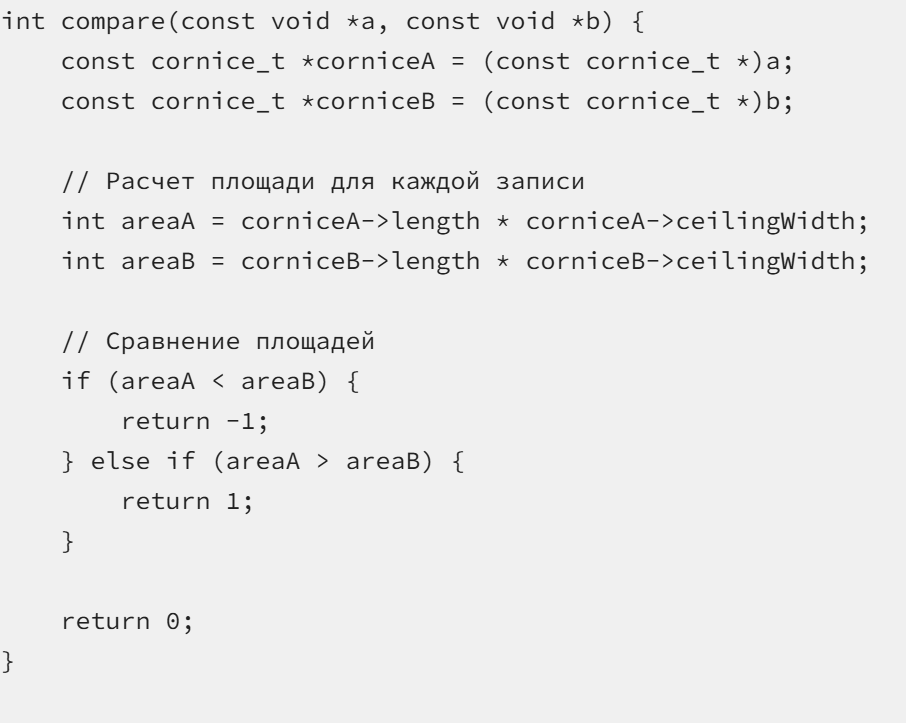 int compare(const void *a, const void *b) {
    const cornice_t *corniceA = (const cornice_t *)a;
    const cornice_t *corniceB = (const cornice_t *)b;

    // Расчет площади для каждой записи
    int areaA = corniceA->length * corniceA->ceilingWidth;
    int areaB = corniceB->length * corniceB->ceilingWidth;

    // Сравнение площадей
    if (areaA < areaB) {
        return -1;
    } else if (areaA > areaB) {
        return 1;
    }

    return 0;
}